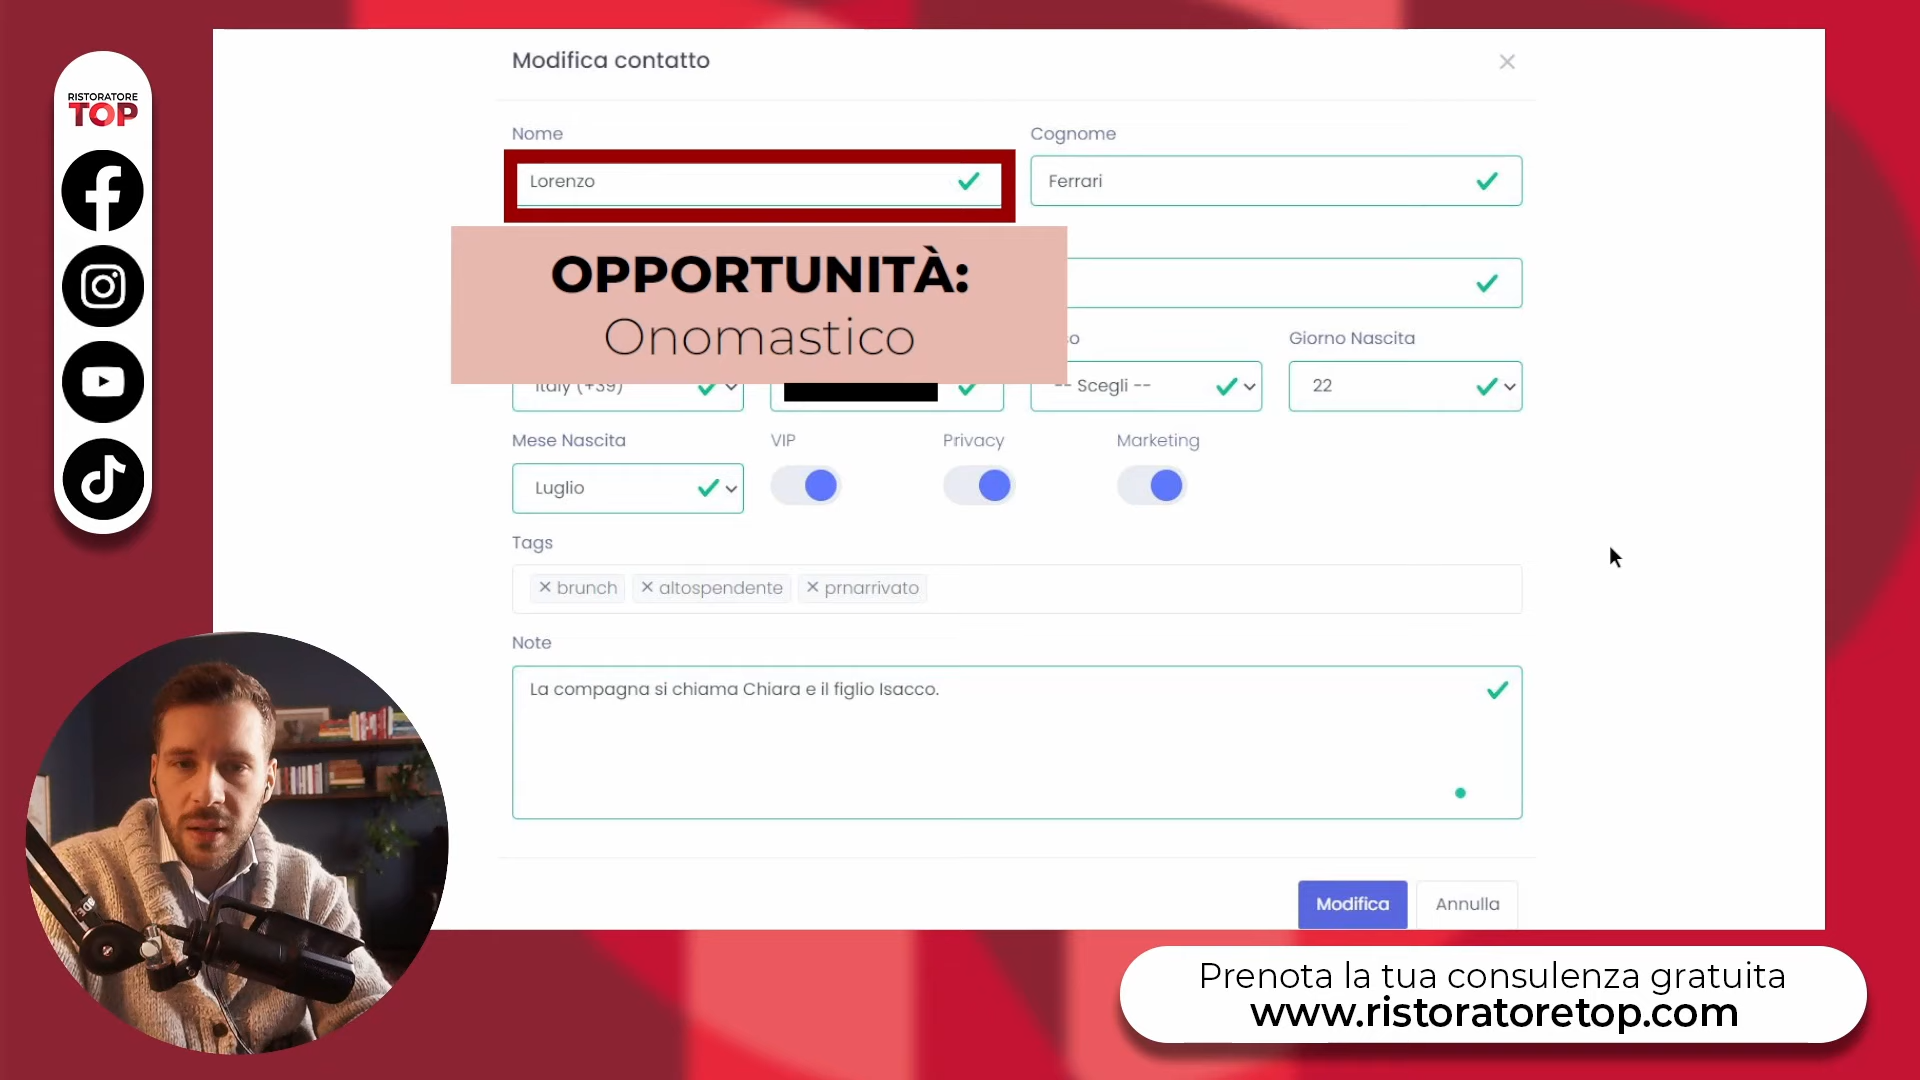 RISTORATORE
TOP
Modifica contatto
Nome
Cognome
Lorenzo
Ferrari
OPPORTUNITÀ:
Onomastico
Giorno Nascita
Italy (+39)
-- Scegli --
22
Mese Nascita
VIP
Privacy
Marketing
Luglio
Tags
× brunch
× altospendente
× prnarrivato
Note
La compagna si chiama Chiara e il figlio Isacco.
Modifica
Annulla
Prenota la tua consulenza gratuita
www.ristoratoretop.com